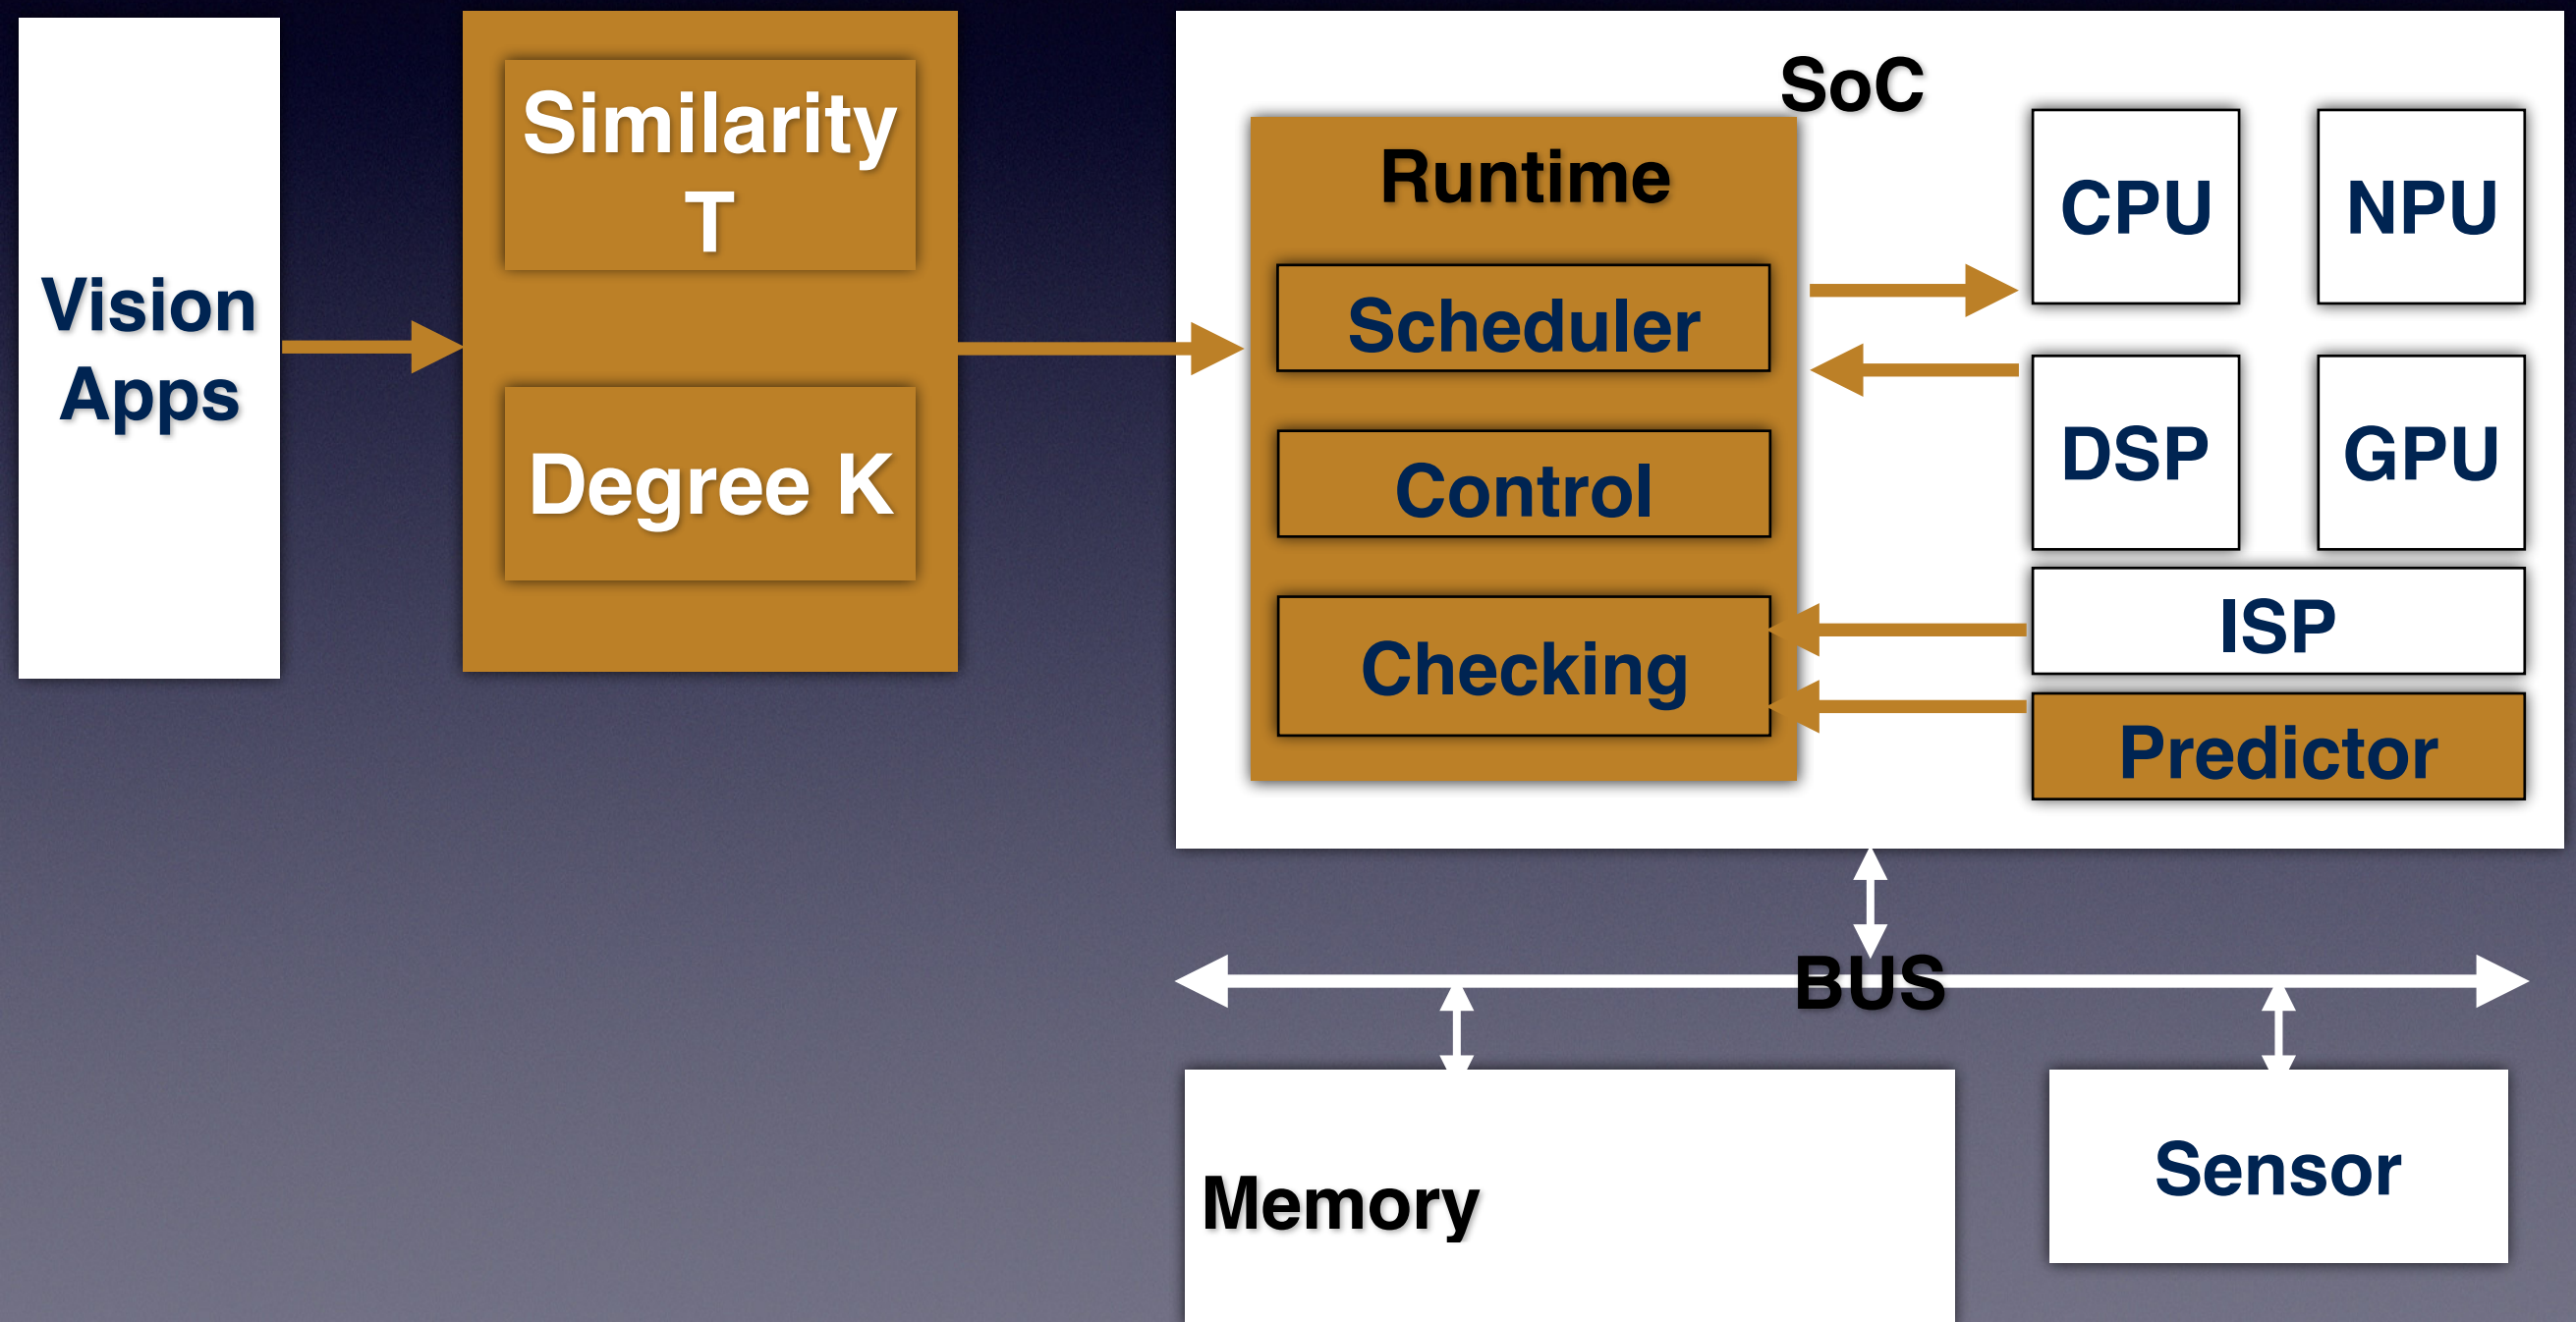 Vision
Apps
Similarity
T
Degree K
SoC
Runtime
Scheduler
Control
Checking
CPU
NPU
DSP
GPU
ISP
Predictor
BUS
Memory
Sensor